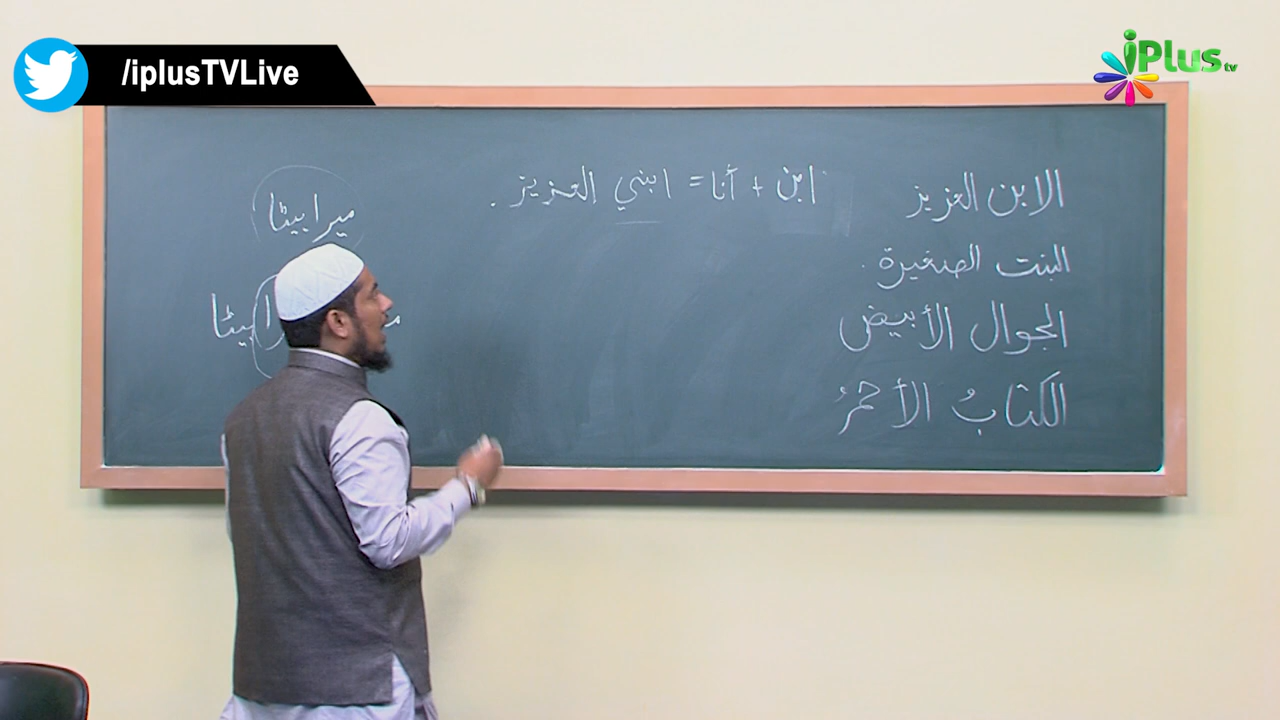 /iplusTVLive
iPlus tv
الابن العزيز
البنت الصغيرة.
الجوال الأبيض
الكتابُ الأحمرُ
ابن + أنا = ابني العزيز.
میرا بیٹا
بیٹا